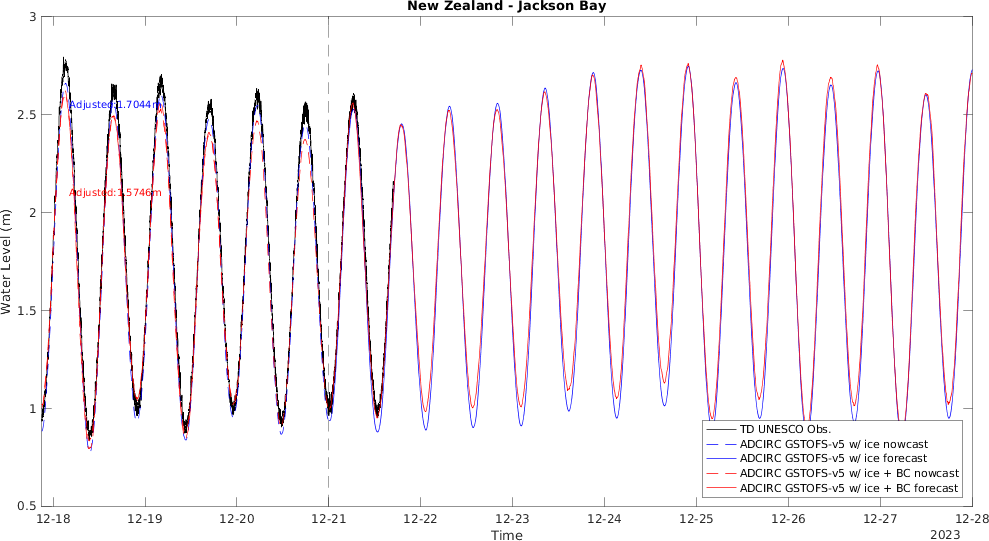 New Zealand - Jackson Bay
3
2.5
2
1.5
1
0.5
Water Level (m)
Adjusted:1.7044m
Adjusted:1.5746m
TD UNESCO Obs.
ADCIRC GSTOFS-v5 w/ ice nowcast
ADCIRC GSTOFS-v5 w/ ice forecast
ADCIRC GSTOFS-v5 w/ ice + BC nowcast
ADCIRC GSTOFS-v5 w/ ice + BC forecast
12-18 12-19 12-20 12-21 12-22 12-23 12-24 12-25 12-26 12-27 12-28
Time
2023